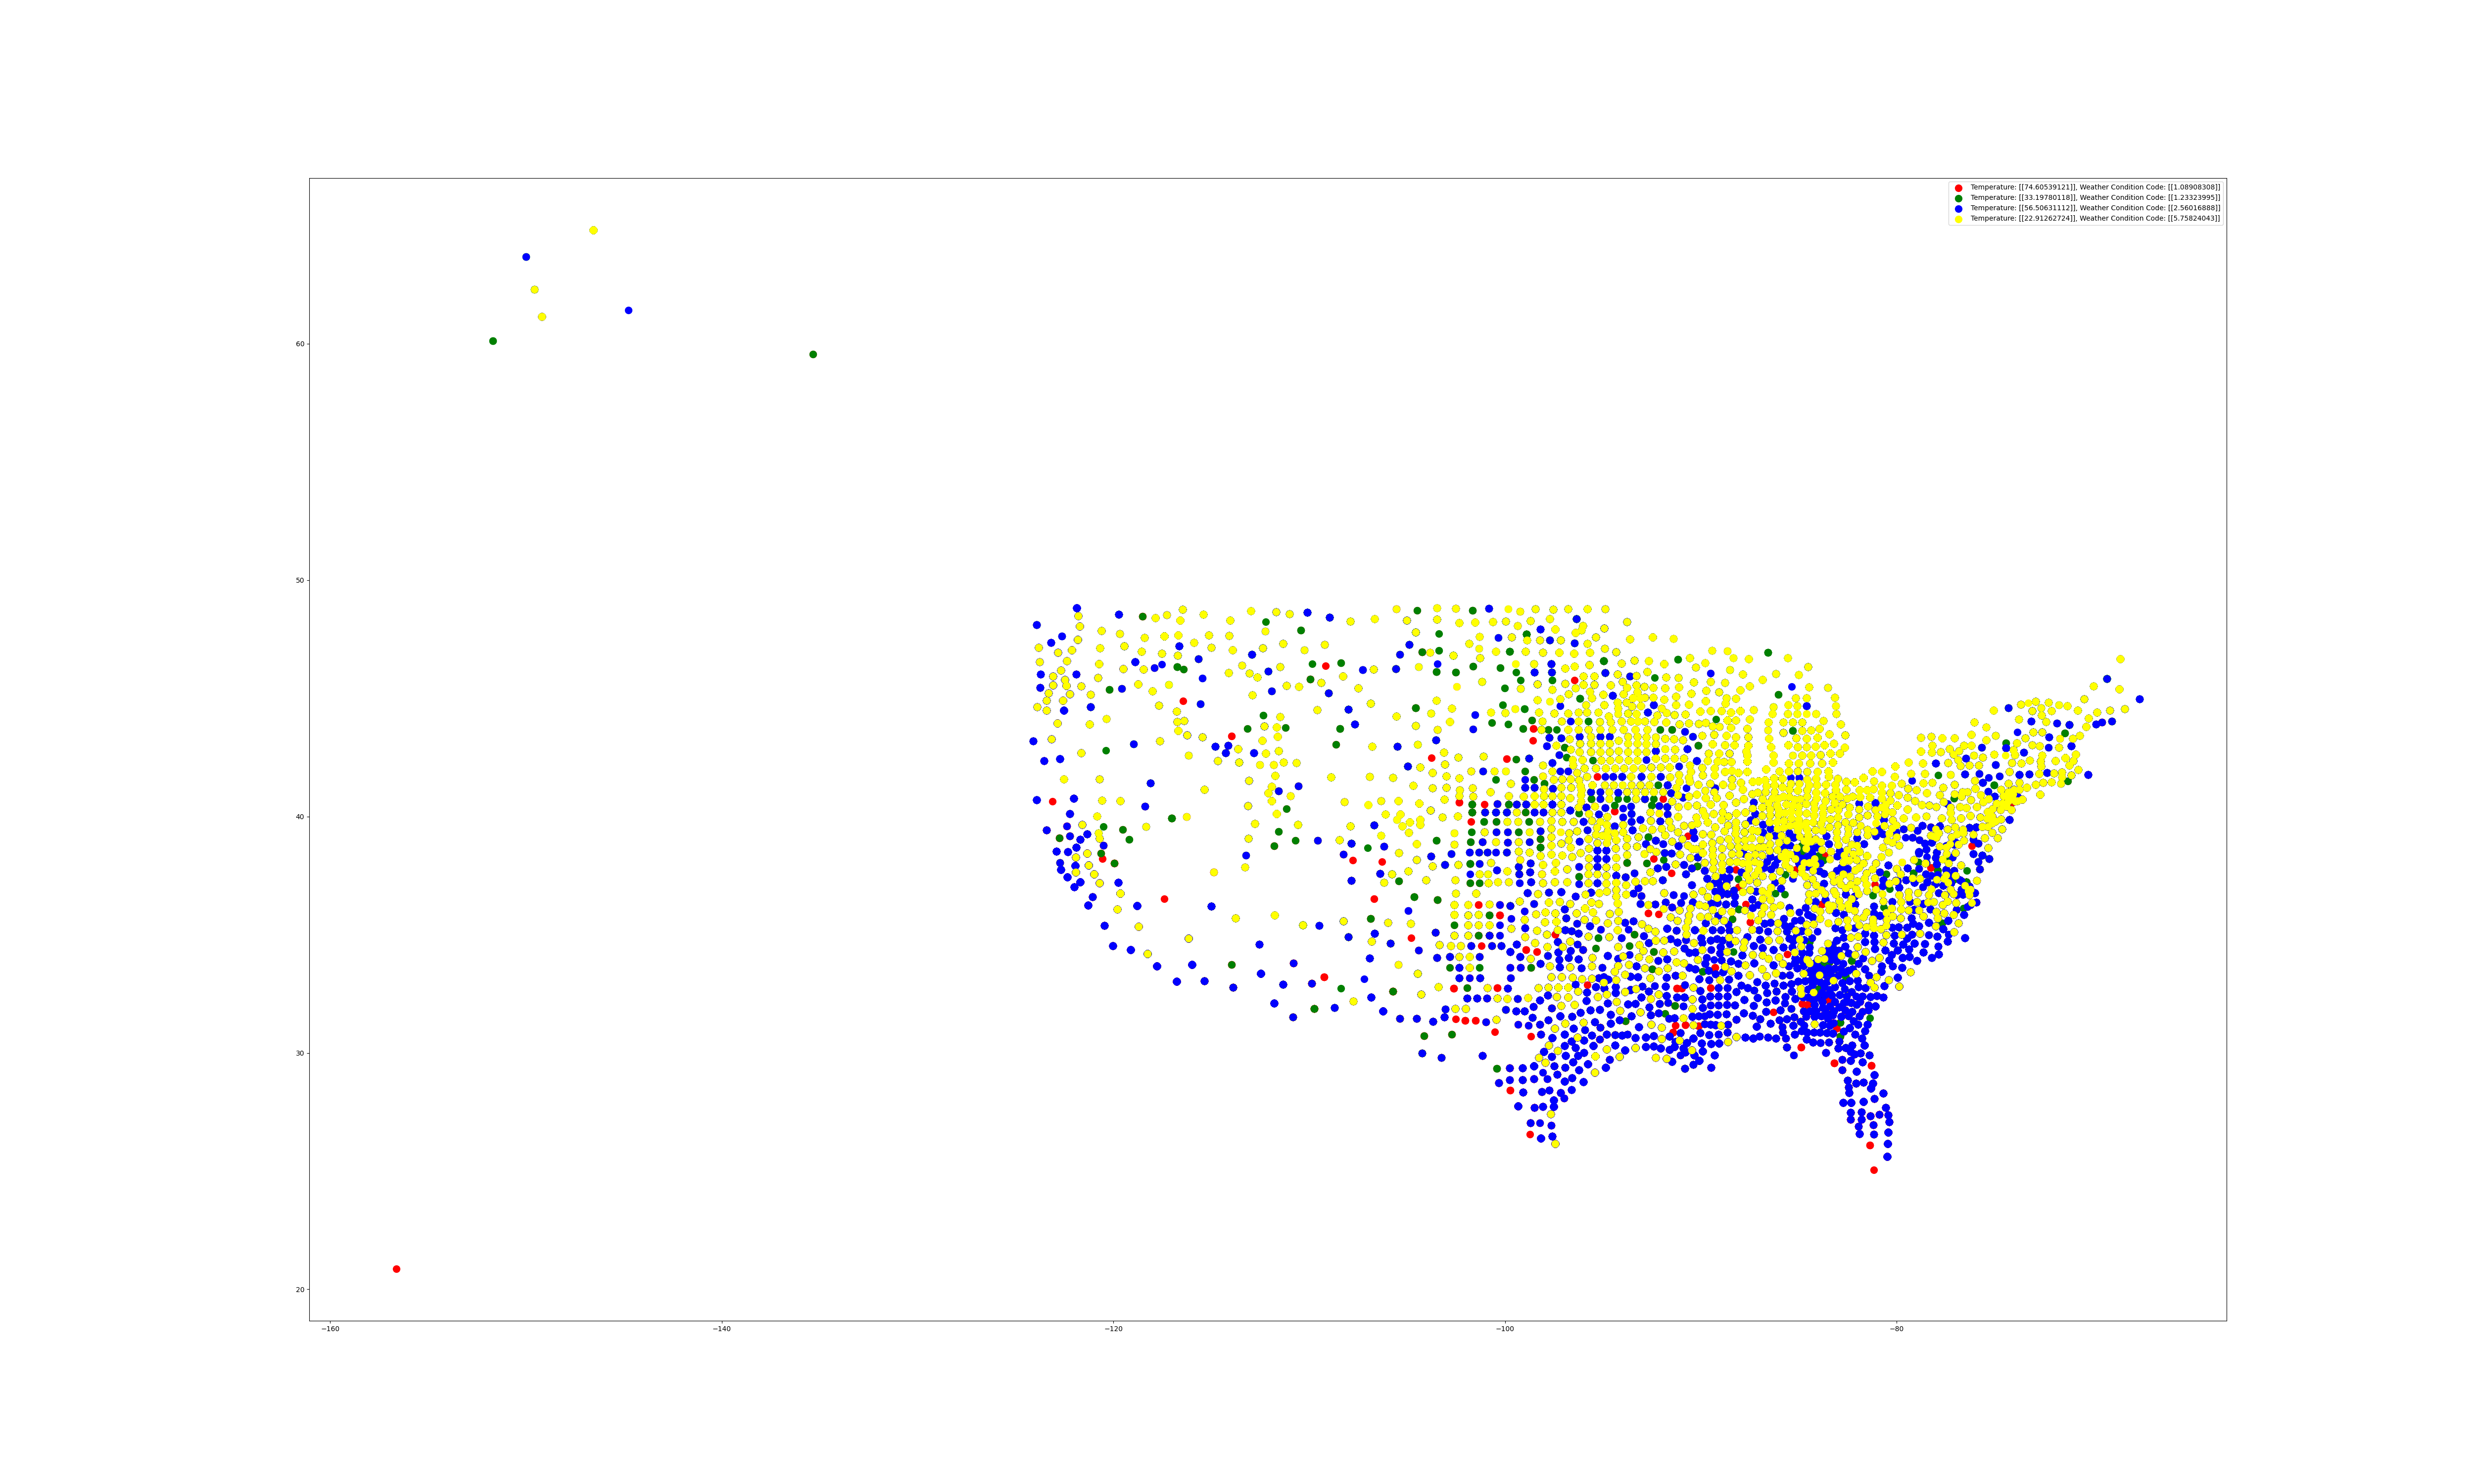 Temperature: [[74.60539121]], Weather Condition Code: [[1.08908308]]
Temperature: [[33.19780118]], Weather Condition Code: [[1.23323995]]
Temperature: [[56.50631112]], Weather Condition Code: [[2.56016888]]
Temperature: [[22.91262724]], Weather Condition Code: [[5.75824043]]
60
50
40
30
20
−160 −140 −120 −100 −80